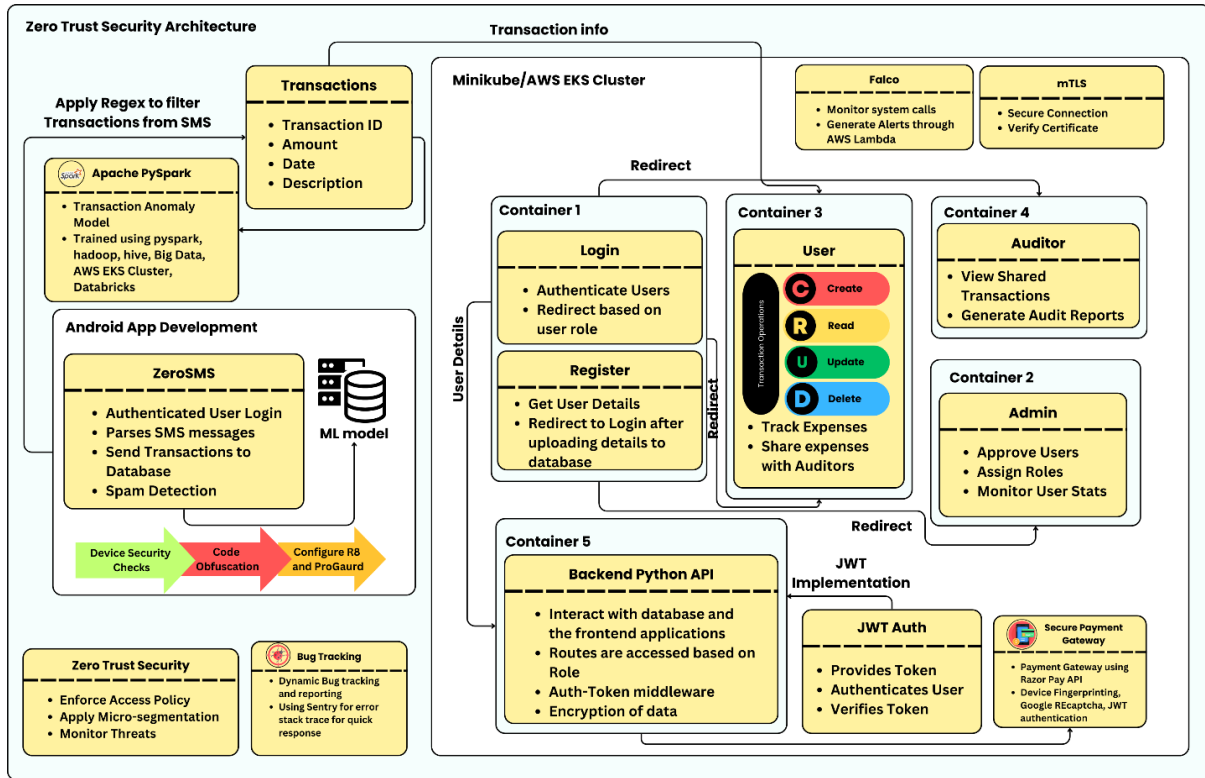 Zero Trust Security Architecture
Transaction info
Transactions
Transaction ID
Amount
Date
Description
Apply Regex to filter
Transactions from SMS
Spark
Apache PySpark
Transaction Anomaly
Model
Trained using pyspark,
hadoop, hive, Big Data,
AWS EKS Cluster,
Databricks
Android App Development
ZeroSMS
Authenticated User Login
Parses SMS messages
Send Transactions to
Database
Spam Detection
ML model
Device Security
Checks
Code
Obfuscation
Configure R8
and ProGaurd
Zero Trust Security
Enforce Access Policy
Apply Micro-segmentation
Monitor Threats
Bug Tracking
Dynamic Bug tracking
and reporting
Using Sentry for error
stack trace for quick
response
Minikube/AWS EKS Cluster
Falco
Monitor system calls
Generate Alerts through
AWS Lambda
mTLS
Secure Connection
Verify Certificate
Redirect
Container 1
Login
Authenticate Users
Redirect based on
user role
Register
Get User Details
Redirect to Login after
uploading details to
database
User Details
Redirect
Container 3
User
Transaction Operations
C Create
R Read
U Update
D Delete
Track Expenses
Share expenses
with Auditors
Container 4
Auditor
View Shared
Transactions
Generate Audit Reports
Container 2
Admin
Approve Users
Assign Roles
Monitor User Stats
Redirect
Container 5
Backend Python API
Interact with database and
the frontend applications
Routes are accessed based on
Role
Auth-Token middleware
Encryption of data
JWT
Implementation
JWT Auth
Provides Token
Authenticates User
Verifies Token
Secure Payment
Gateway
Payment Gateway using
Razor Pay API
Device Fingerprinting,
Google REcaptcha, JWT
authentication